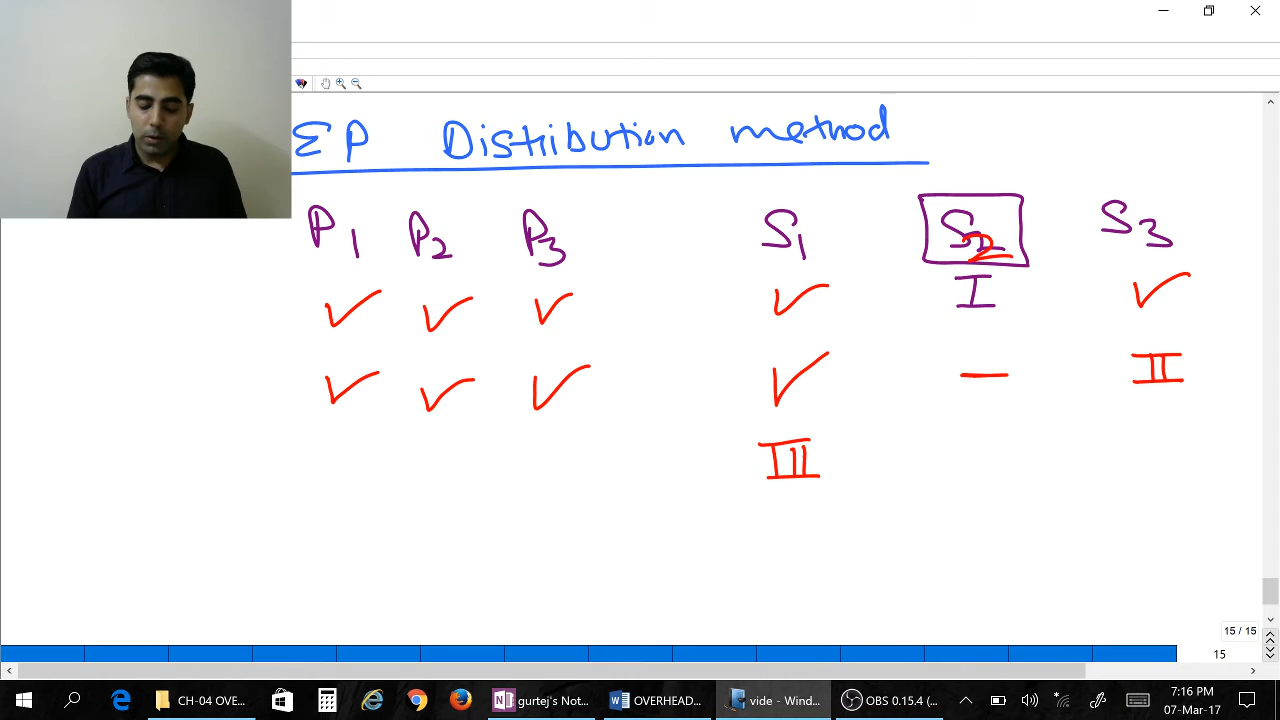 EP Distribution method
P1 P2 P3 S1 S2 S3
✓ ✓ ✓ ✓ I ✓
✓ ✓ ✓ ✓ — II
III
15 / 15
15
CH-04 OVE...
gurtej's Not...
OVERHEAD...
vide - Wind...
OBS 0.15.4 (...
7:16 PM
07-Mar-17